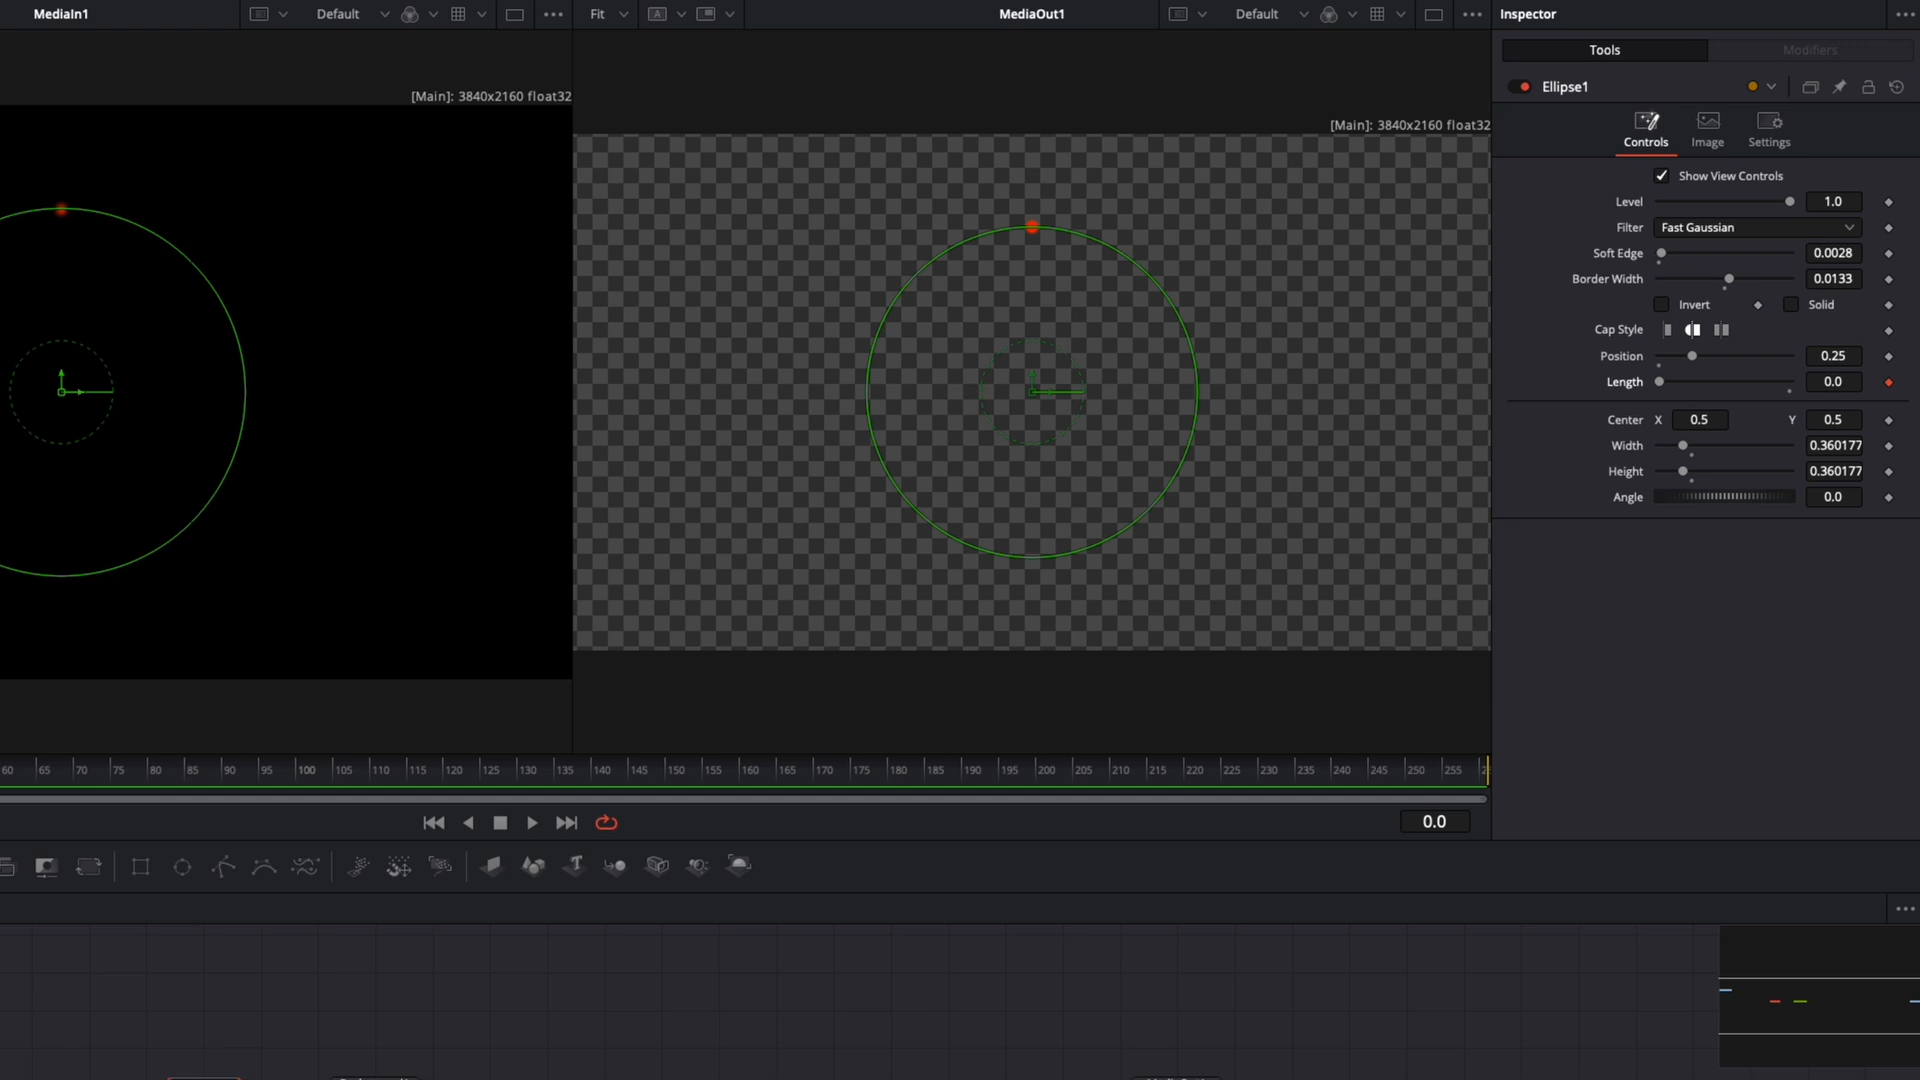 MediaIn1
Default
Fit
A
MediaOut1
Default
Inspector
Tools
Modifiers
[Main]: 3840x2160 float32
[Main]: 3840x2160 float32
Ellipse1
Controls
Image
Settings
Show View Controls
Level 1.0
Filter Fast Gaussian
Soft Edge 0.0028
Border Width 0.0133
Invert Solid
Cap Style
Position 0.25
Length 0.0
Center X 0.5 Y 0.5
Width 0.360177
Height 0.360177
Angle 0.0
60 65 70 75 80 85 90 95 100 105 110 115 120 125 130 135 140 145 150 155 160 165 170 175 180 185 190 195 200 205 210 215 220 225 230 235 240 245 250 255
0.0